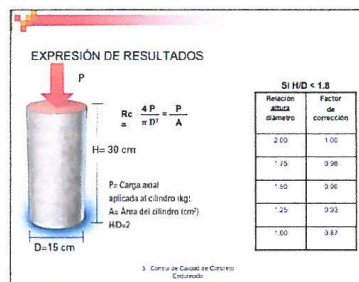 EXPRESIÓN DE RESULTADOS
P
Rc = 4 P / π D² = P / A
H= 30 cm
P= Carga axial
aplicada al cilindro (kg).
A= Área del cilindro (cm²)
H/D=2
D=15 cm
Si H/D < 1.8
Relación altura diámetro
Factor de corrección
2.00 1.00
1.75 0.98
1.50 0.96
1.25 0.93
1.00 0.87
3. Control de Calidad de Concreto
Endurecido